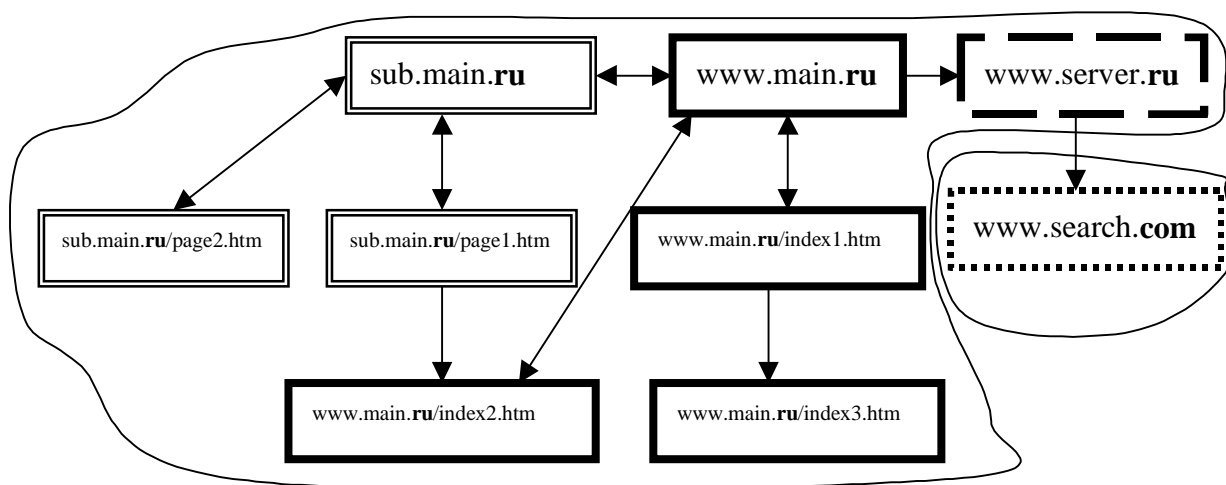 sub.main.ru
www.main.ru
www.server.ru
www.search.com
sub.main.ru/page2.htm
sub.main.ru/page1.htm
www.main.ru/index1.htm
www.main.ru/index2.htm
www.main.ru/index3.htm